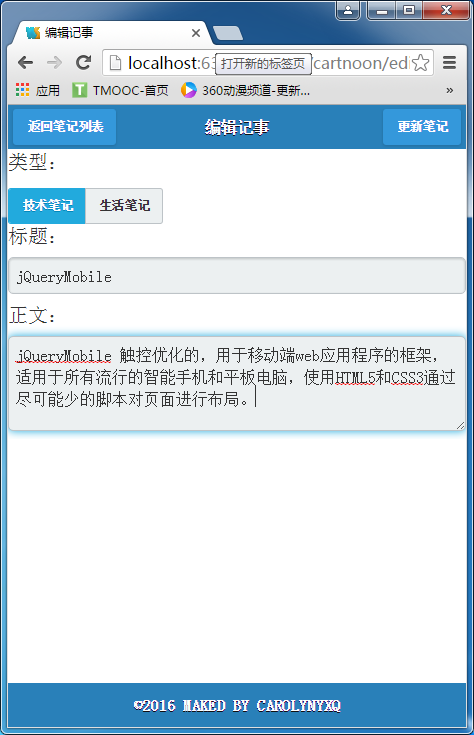 编辑记事
localhost:63
打开新的标签页
/cartnoon/ed
应用
TMOOC-首页
360动漫频道-更新...
»
返回笔记列表
编辑记事
更新笔记
类型:
技术笔记
生活笔记
标题:
jQueryMobile
正文:
jQueryMobile 触控优化的，用于移动端web应用程序的框架，
适用于所有流行的智能手机和平板电脑，使用HTML5和CSS3通过
尽可能少的脚本对页面进行布局。
©2016 MAKED BY CAROLYNYXQ